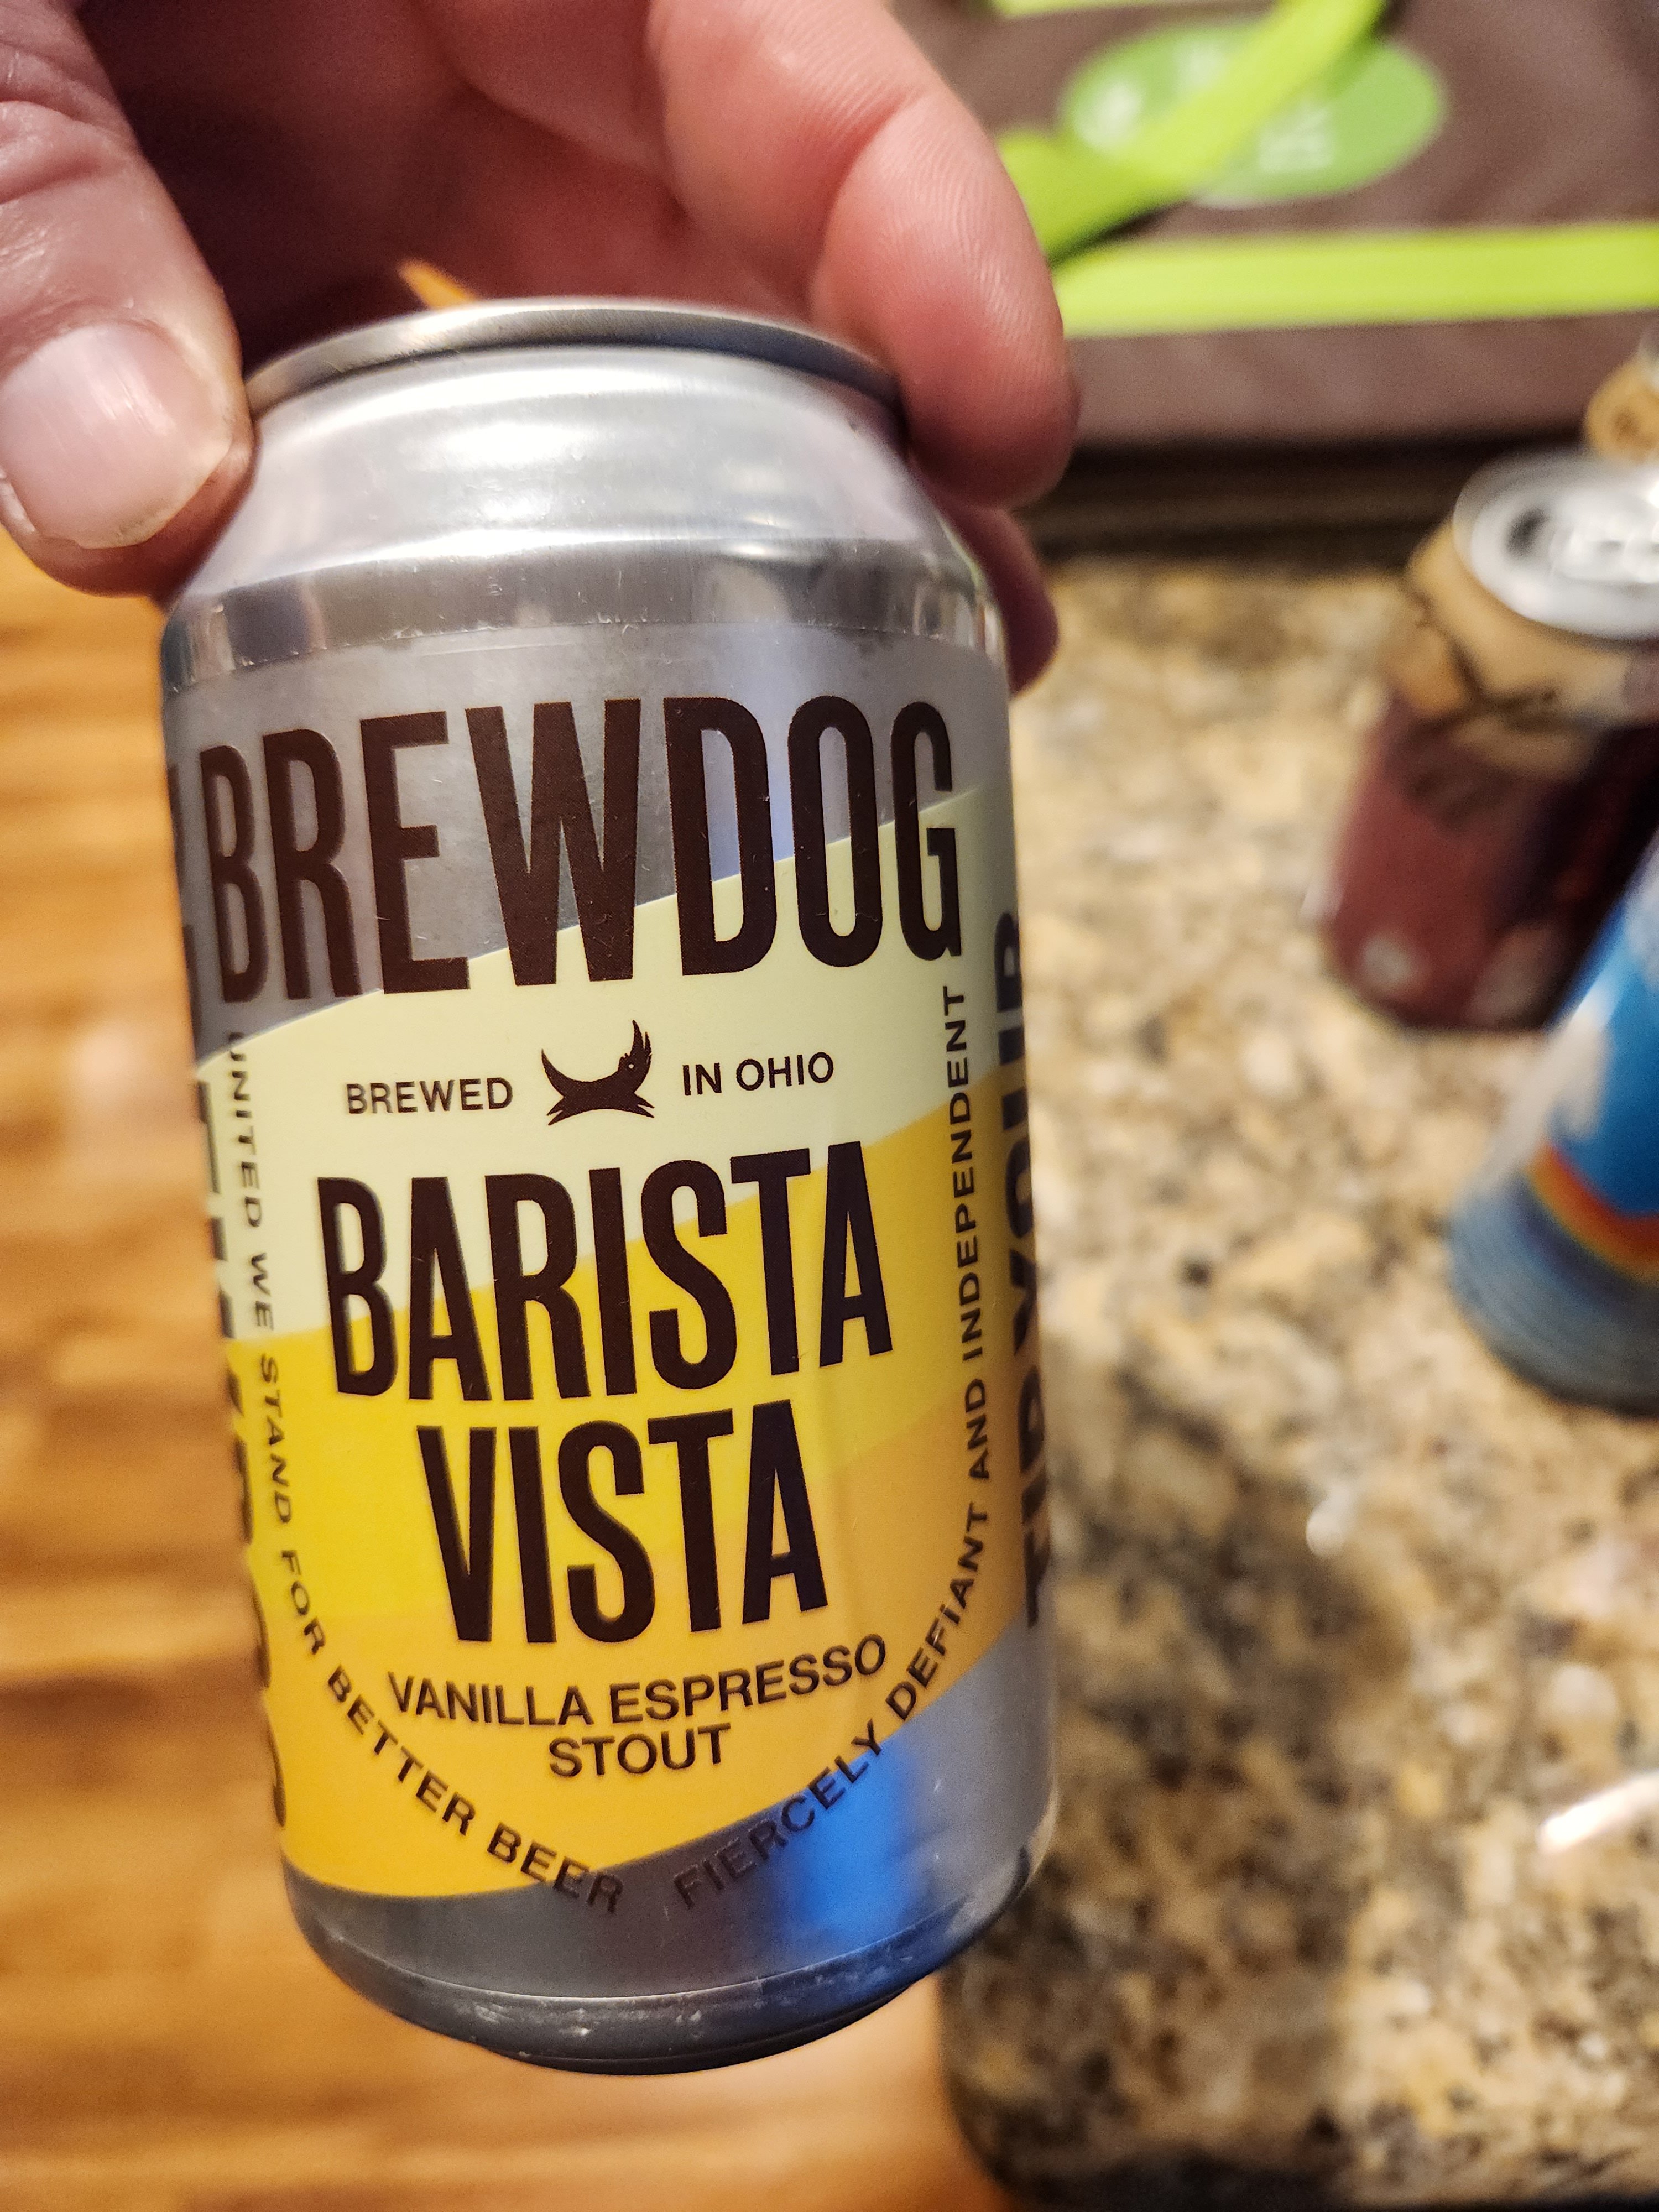 BREWDOG
BREWED IN OHIO
BARISTA
VISTA
VANILLA ESPRESSO
STOUT
UNITED WE STAND FOR BETTER BEER
FIERCELY DEFIANT AND INDEPENDENT